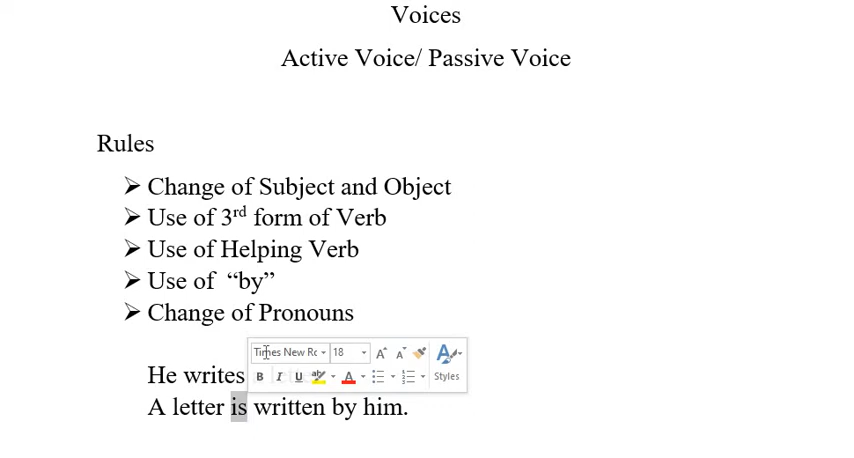 Voices
Active Voice/ Passive Voice
Rules
➢ Change of Subject and Object
➢ Use of 3rd form of Verb
➢ Use of Helping Verb
➢ Use of “by”
➢ Change of Pronouns
Times New Ro 18 A A A
B I U ab A Styles
He writes
A letter is written by him.